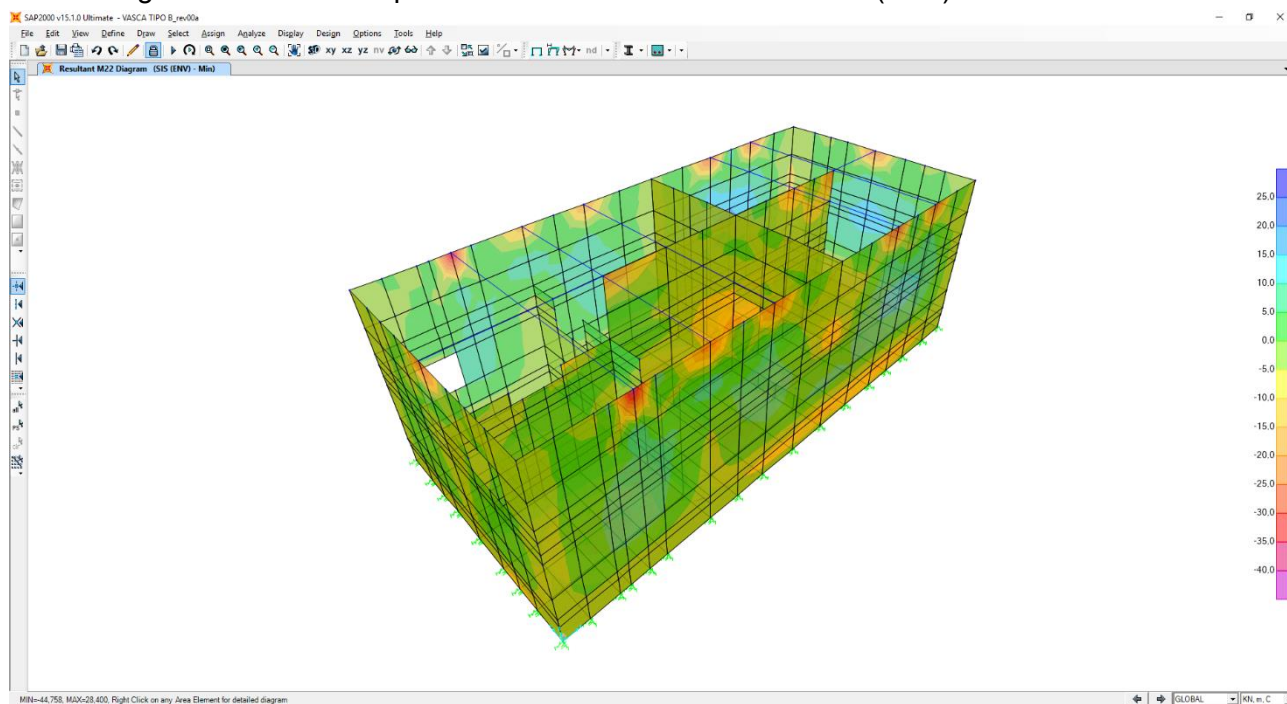 SAP2000 v15.1.0 Ultimate - VASCA TIPO B_rev00a
File Edit View Define Draw Select Assign Analyze Display Design Options Tools Help
xy xz yz nv nd
Resultant M22 Diagram (SIS (ENV) - Min)
25.0
20.0
15.0
10.0
5.0
0.0
-5.0
-10.0
-15.0
-20.0
-25.0
-30.0
-35.0
-40.0
MIN=-44,758, MAX=28,400, Right Click on any Area Element for detailed diagram
GLOBAL KN, m, C